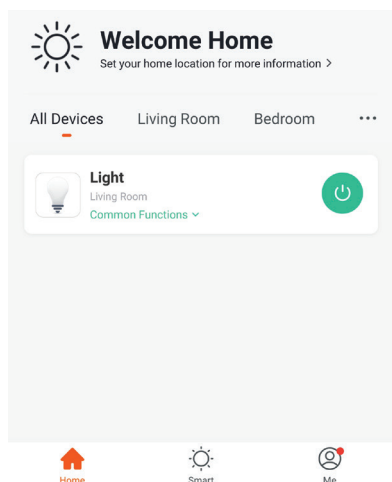 Welcome Home
Set your home location for more information >
All Devices Living Room Bedroom ...
Light
Living Room
Common Functions
Home Smart Me